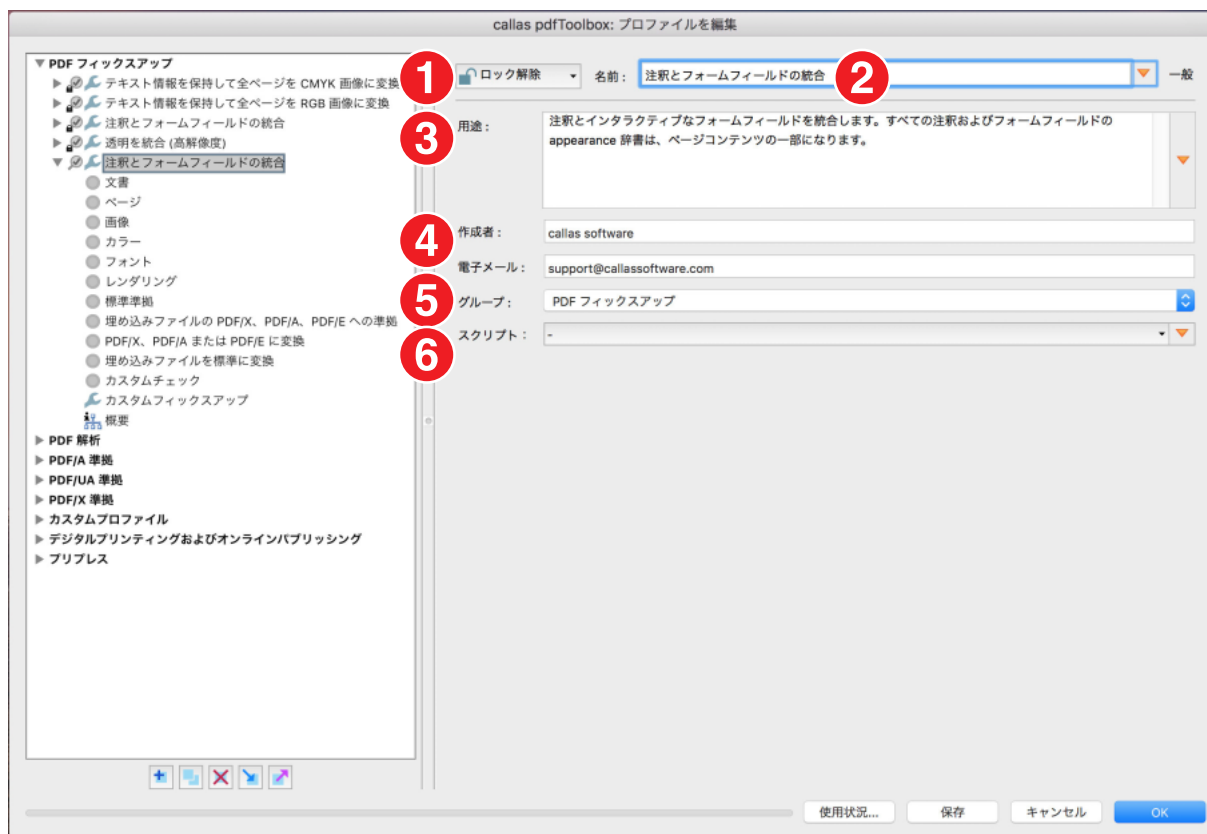 callas pdfToolbox: プロファイルを編集
PDF フィックスアップ
テキスト情報を保持して全ページを CMYK 画像に変換
テキスト情報を保持して全ページを RGB 画像に変換
注釈とフォームフィールドの統合
透明を統合 (高解像度)
注釈とフォームフィールドの統合
文書
ページ
画像
カラー
フォント
レンダリング
標準準拠
埋め込みファイルの PDF/X、PDF/A、PDF/E への準拠
PDF/X、PDF/A または PDF/E に変換
埋め込みファイルを標準に変換
カスタムチェック
カスタムフィックスアップ
概要
PDF 解析
PDF/A 準拠
PDF/UA 準拠
PDF/X 準拠
カスタムプロファイル
デジタルプリンティングおよびオンラインパブリッシング
プリプレス
1 ロック解除 名前： 注釈とフォームフィールドの統合 2 一般
3 用途： 注釈とインタラクティブなフォームフィールドを統合します。すべての注釈およびフォームフィールドの
appearance 辞書は、ページコンテンツの一部になります。
4 作成者： callas software
電子メール： support@callassoftware.com
5 グループ： PDF フィックスアップ
6 スクリプト： -
使用状況... 保存 キャンセル OK